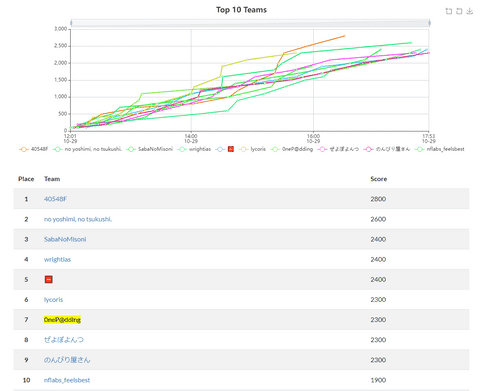 Top 10 Teams
3,000
2,500
2,000
1,500
1,000
500
0
12:01
10-29
14:00
10-29
16:00
10-29
17:53
10-29
40548F no yoshimi, no tsukushi. SabaNoMisoni wrightias lycoris 0neP@dding ぜよぽよんつ のんびり屋さん nflabs_feelsbest
Place Team Score
1 40548F 2800
2 no yoshimi, no tsukushi. 2600
3 SabaNoMisoni 2400
4 wrightias 2400
5 2400
6 lycoris 2300
7 0neP@dding 2300
8 ぜよぽよんつ 2300
9 のんびり屋さん 2300
10 nflabs_feelsbest 1900